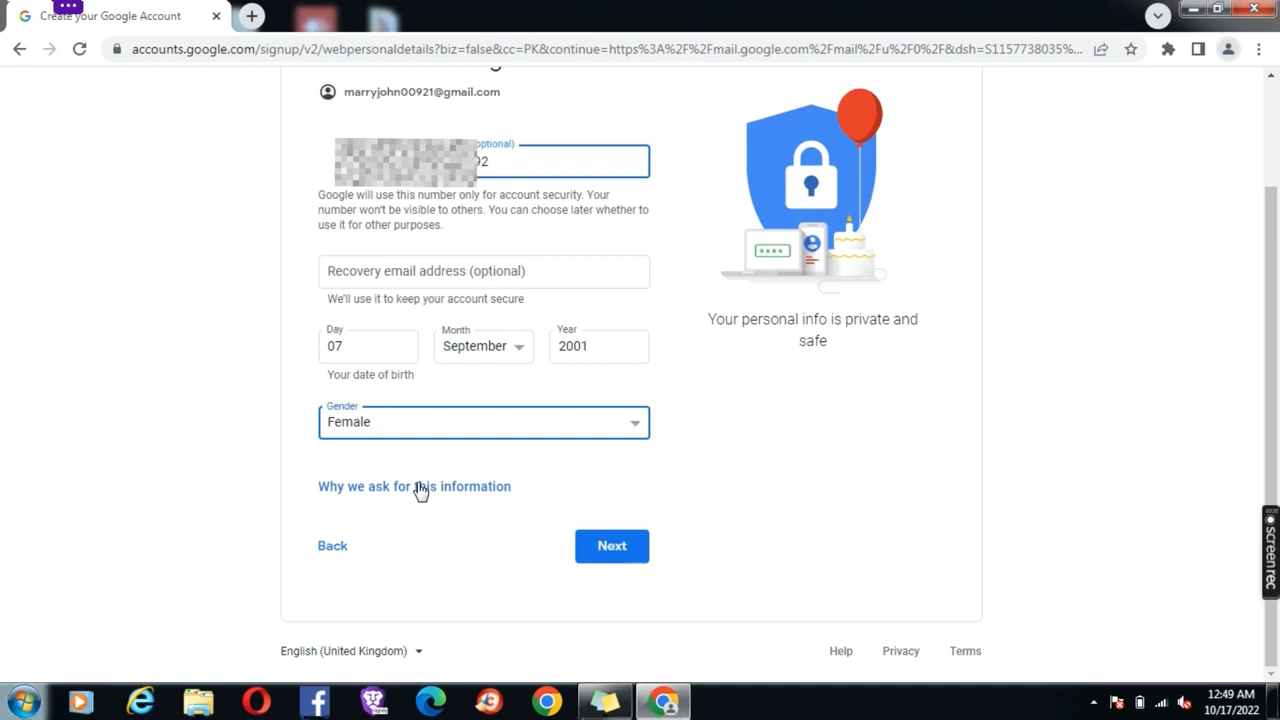 Create your Google Account
accounts.google.com/signup/v2/webpersonaldetails?biz=false&cc=PK&continue=https%3A%2F%2Fmail.google.com%2Fmail%2Fu%2F0%2F&dsh=S1157738035%...
marryjohn00921@gmail.com
(optional)
92
Google will use this number only for account security. Your
number won't be visible to others. You can choose later whether to
use it for other purposes.
Recovery email address (optional)
We'll use it to keep your account secure
Day
Month
Year
07
September
2001
Your date of birth
Gender
Female
Why we ask for this information
Back
Next
Your personal info is private and
safe
English (United Kingdom)
Help
Privacy
Terms
screenrec
12:49 AM
10/17/2022